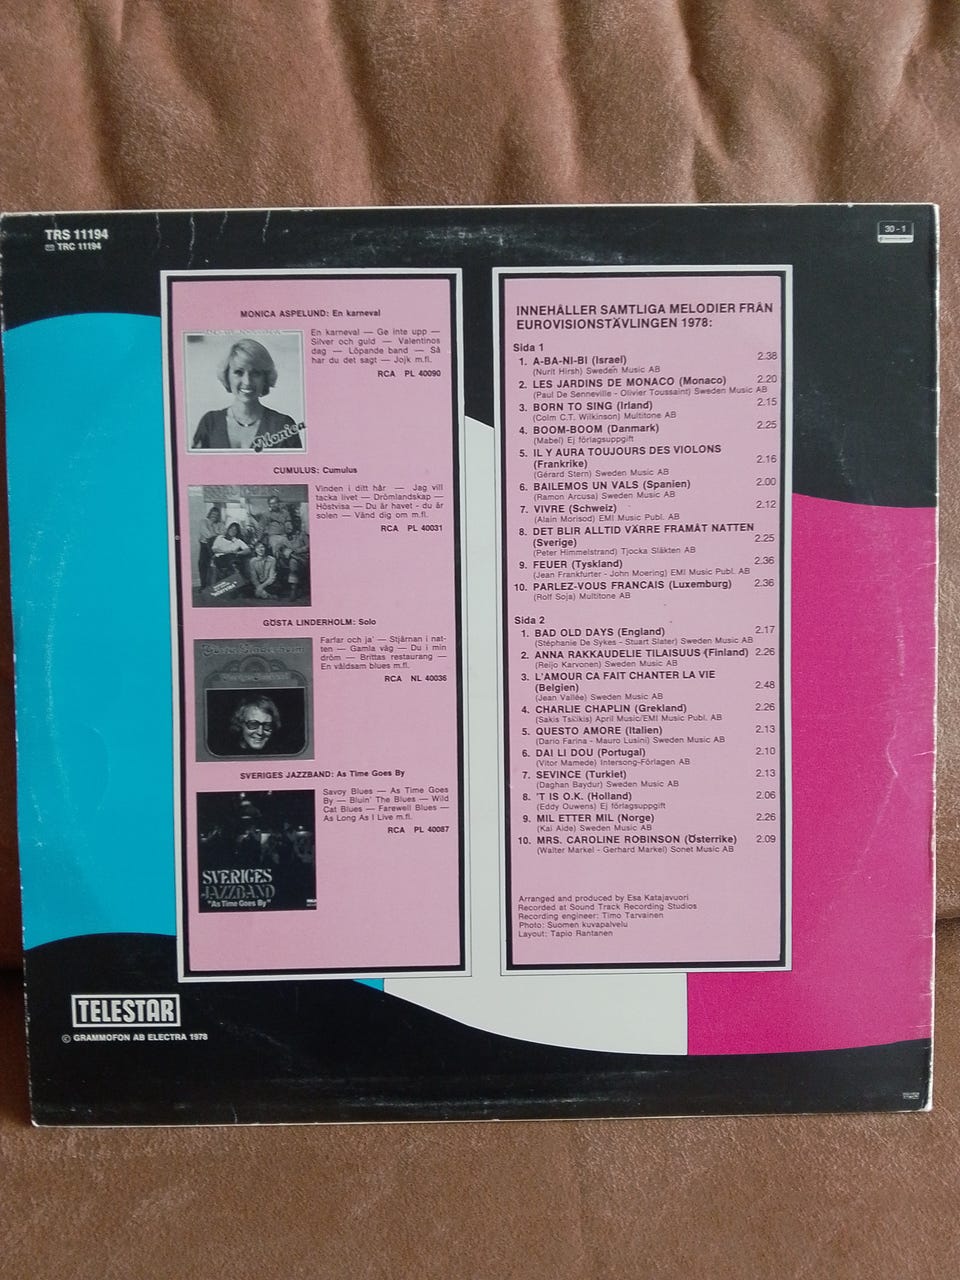 TRS 11194
TRC 11194
30 - 1
MONICA ASPELUND: En karneval
En karneval — Ge inte upp —
Silver och guld — Valentinos
dag — Löpande band — Så
har du det sagt — Jojk m.fl.
RCA PL 40090
Monica
CUMULUS: Cumulus
Vinden i ditt hår — Jag vill
tacka livet — Drömlandskap —
Höstvisa — Du är havet - du är
solen — Vänd dig om m.fl.
RCA PL 40031
GÖSTA LINDERHOLM: Solo
Gösta Linderholm
Farfar och ja' — Stjärnan i nat-
ten — Gamla våg — Du i min
dröm — Brittas restaurang —
En våldsam blues m.fl.
RCA NL 40036
SVERIGES JAZZBAND: As Time Goes By
Savoy Blues — As Time Goes
By — Bluin' The Blues — Wild
Cat Blues — Farewell Blues —
As Long As I Live m.fl.
RCA PL 40087
SVERIGES
JAZZBAND
"As Time Goes By"
INNEHÅLLER SAMTLIGA MELODIER FRÅN
EUROVISIONSTÄVLINGEN 1978:
Sida 1
1. A-BA-NI-BI (Israel) 2.38
(Nurit Hirsh) Sweden Music AB
2. LES JARDINS DE MONACO (Monaco) 2.20
(Paul De Senneville - Olivier Toussaint) Sweden Music AB
3. BORN TO SING (Irland) 2.15
(Colm C.T. Wilkinson) Multitone AB
4. BOOM-BOOM (Danmark) 2.25
(Mabel) Ej förlagsuppgift
5. IL Y AURA TOUJOURS DES VIOLONS
(Frankrike) 2.16
(Gérard Stern) Sweden Music AB
6. BAILEMOS UN VALS (Spanien) 2.00
(Ramon Arcusa) Sweden Music AB
7. VIVRE (Schweiz) 2.12
(Alain Morisod) EMI Music Publ. AB
8. DET BLIR ALLTID VÄRRE FRAMÅT NATTEN
(Sverige) 2.25
(Peter Himmelstrand) Tjocka Släkten AB
9. FEUER (Tyskland) 2.36
(Jean Frankfurter - John Moering) EMI Music Publ. AB
10. PARLEZ-VOUS FRANCAIS (Luxemburg) 2.36
(Rolf Soja) Multitone AB
Sida 2
1. BAD OLD DAYS (England) 2.17
(Stéphanie De Sykes - Stuart Slater) Sweden Music AB
2. ANNA RAKKAUDELIE TILAISUUS (Finland) 2.26
(Reijo Karvonen) Sweden Music AB
3. L'AMOUR CA FAIT CHANTER LA VIE
(Belgien) 2.48
(Jean Vallée) Sweden Music AB
4. CHARLIE CHAPLIN (Grekland) 2.26
(Sakis Tsilikis) April Music/EMI Music Publ. AB
5. QUESTO AMORE (Italien) 2.13
(Dario Farina - Mauro Lusini) Sweden Music AB
6. DAI LI DOU (Portugal) 2.10
(Vitor Mamede) Intersong-Förlagen AB
7. SEVINCE (Turkiet) 2.13
(Daghan Baydur) Sweden Music AB
8. 'T IS O.K. (Holland) 2.06
(Eddy Ouwens) Ej förlagsuppgift
9. MIL ETTER MIL (Norge) 2.26
(Kai Aide) Sweden Music AB
10. MRS. CAROLINE ROBINSON (Österrike) 2.09
(Walter Markel - Gerhard Markel) Sonet Music AB
Arranged and produced by Esa Katajavuori
Recorded at Sound Track Recording Studios
Recording engineer: Timo Tarvainen
Photo: Suomen kuvapalvelu
Layout: Tapio Rantanen
TELESTAR
© GRAMMOFON AB ELECTRA 1978